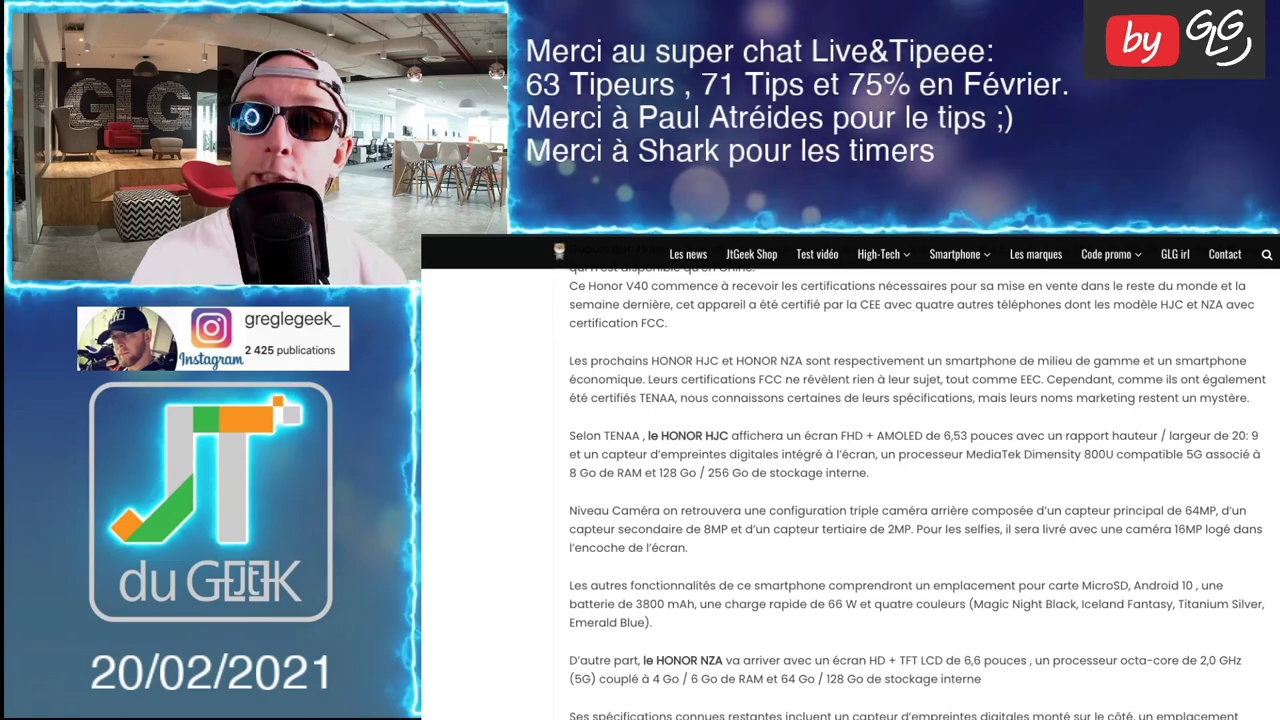 GLG
Merci au super chat Live&Tipeee:
63 Tipeurs , 71 Tips et 75% en Février.
Merci à Paul Atréides pour le tips ;)
Merci à Shark pour les timers
by GLG
Les news JtGeek Shop Test vidéo High-Tech Smartphone Les marques Code promo GLG irl Contact
qui n'est disponible qu'en Chine.
Ce Honor V40 commence à recevoir les certifications nécessaires pour sa mise en vente dans le reste du monde et la
semaine dernière, cet appareil a été certifié par la CEE avec quatre autres téléphones dont les modèle HJC et NZA avec
certification FCC.
Les prochains HONOR HJC et HONOR NZA sont respectivement un smartphone de milieu de gamme et un smartphone
économique. Leurs certifications FCC ne révèlent rien à leur sujet, tout comme EEC. Cependant, comme ils ont également
été certifiés TENAA, nous connaissons certaines de leurs spécifications, mais leurs noms marketing restent un mystère.
Selon TENAA , le HONOR HJC affichera un écran FHD + AMOLED de 6,53 pouces avec un rapport hauteur / largeur de 20: 9
et un capteur d'empreintes digitales intégré à l'écran, un processeur MediaTek Dimensity 800U compatible 5G associé à
8 Go de RAM et 128 Go / 256 Go de stockage interne.
Niveau Caméra on retrouvera une configuration triple caméra arrière composée d'un capteur principal de 64MP, d'un
capteur secondaire de 8MP et d'un capteur tertiaire de 2MP. Pour les selfies, il sera livré avec une caméra 16MP logé dans
l'encoche de l'écran.
Les autres fonctionnalités de ce smartphone comprendront un emplacement pour carte MicroSD, Android 10 , une
batterie de 3800 mAh, une charge rapide de 66 W et quatre couleurs (Magic Night Black, Iceland Fantasy, Titanium Silver,
Emerald Blue).
D'autre part, le HONOR NZA va arriver avec un écran HD + TFT LCD de 6,6 pouces , un processeur octa-core de 2,0 GHz
(5G) couplé à 4 Go / 6 Go de RAM et 64 Go / 128 Go de stockage interne
Ses spécifications connues restantes incluent un capteur d'empreintes digitales monté sur le côté, un emplacement
greglegeek_
2 425 publications
Instagram
JT
du GEEK
20/02/2021